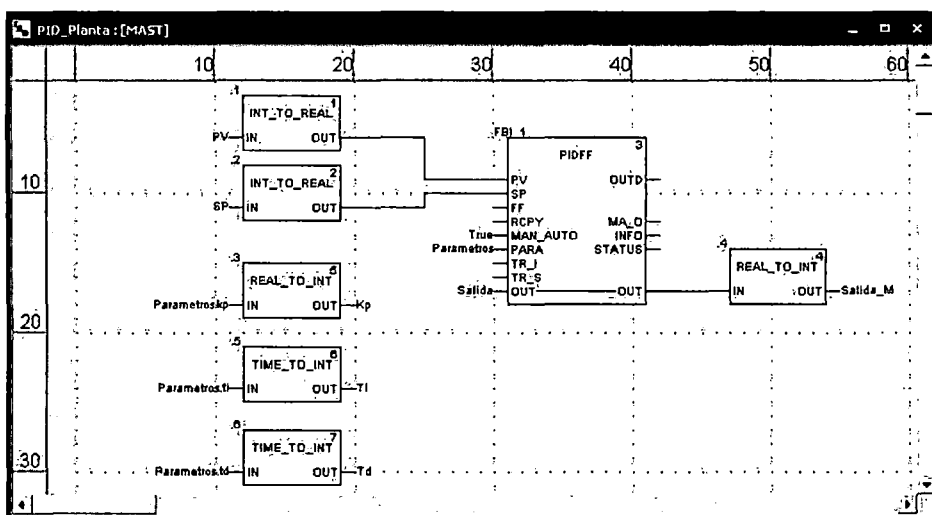 PID_Planta : [MAST]
10 20 30 40 50 60
.1
1
INT_TO_REAL
PV IN OUT
.2
2
INT_TO_REAL
SP IN OUT
.3
5
REAL_TO_INT
Parametros.kp IN OUT Kp
.5
6
TIME_TO_INT
Parametros.ti IN OUT Ti
.6
7
TIME_TO_INT
Parametros.td IN OUT Td
FBI_1
3
PIDFF
PV OUTD
SP
FF
RCPY MA_O
True MAN_AUTO INFO
Parametros PARA STATUS
TR_I
TR_S
Salida OUT OUT
.4
4
REAL_TO_INT
IN OUT Salida_M
10
20
30